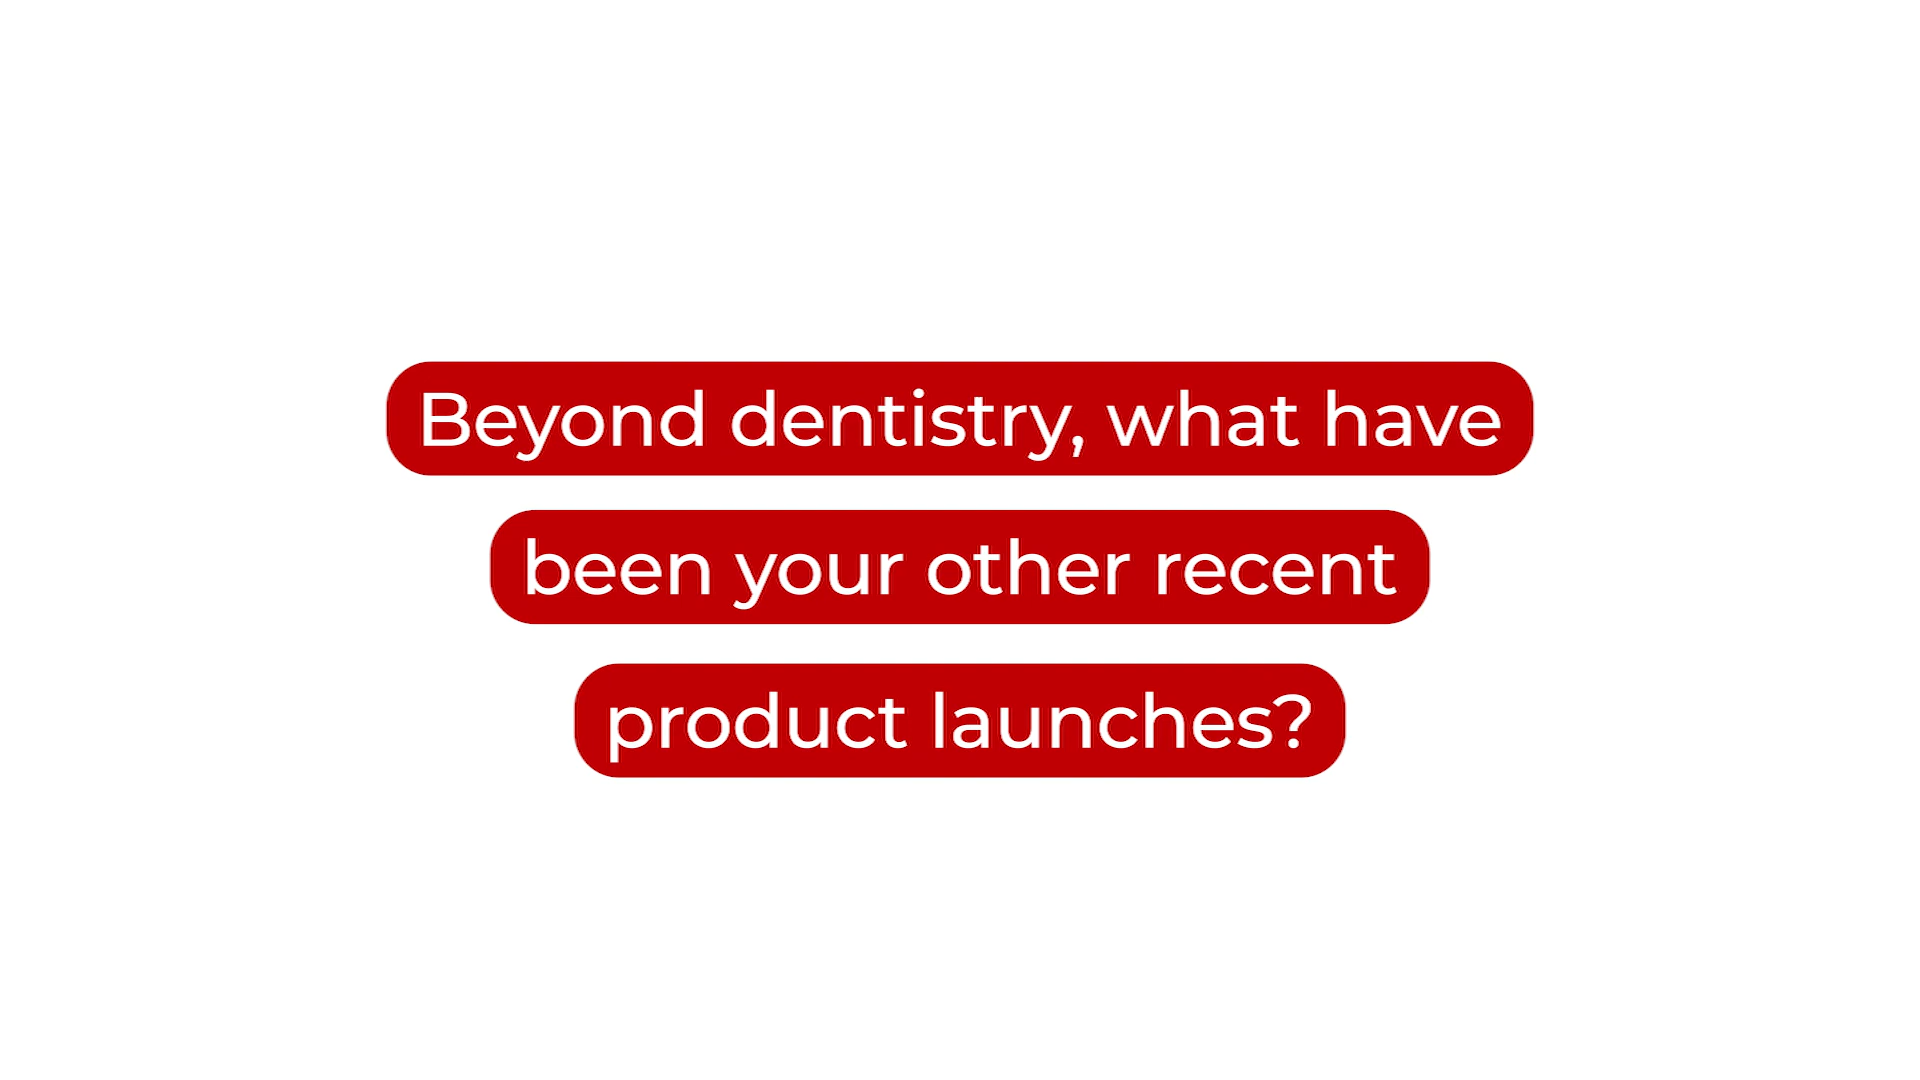 Beyond dentistry, what have
been your other recent
product launches?